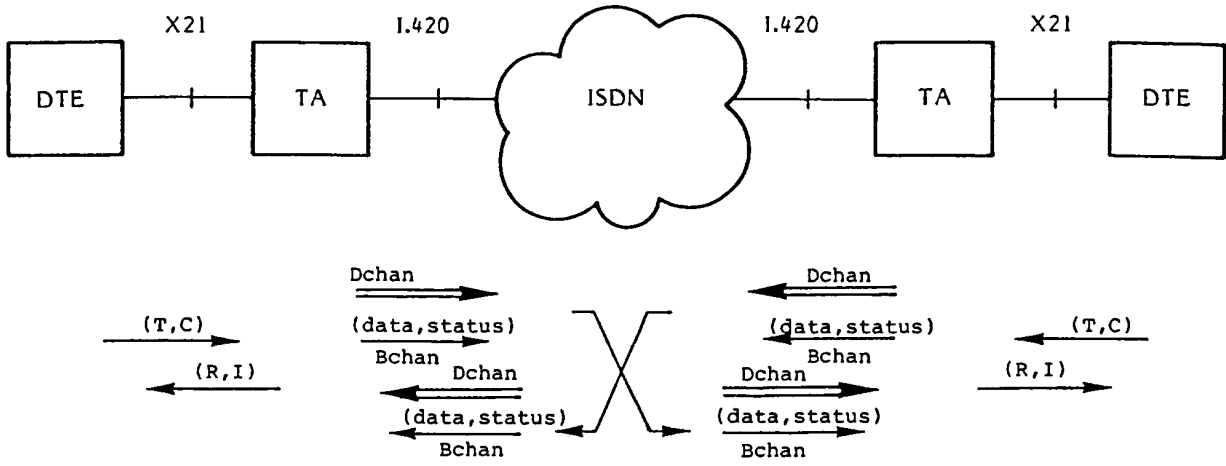 X21 I.420 I.420 X21
DTE TA ISDN TA DTE
Dchan Dchan
(T,C) (data,status) (data,status) (T,C)
Bchan Bchan
(R,I) Dchan Dchan (R,I)
(data,status) (data,status)
Bchan Bchan